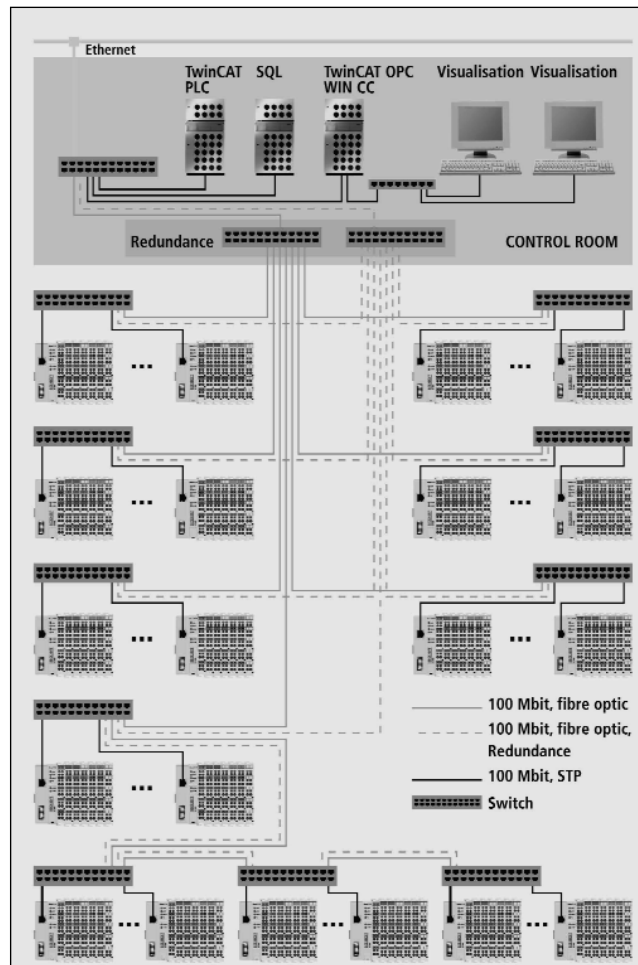 Ethernet
TwinCAT PLC
SQL
TwinCAT OPC WIN CC
Visualisation
Visualisation
Redundance
CONTROL ROOM
...
...
...
...
...
...
...
100 Mbit, fibre optic
100 Mbit, fibre optic,
Redundance
100 Mbit, STP
Switch
...
...
...